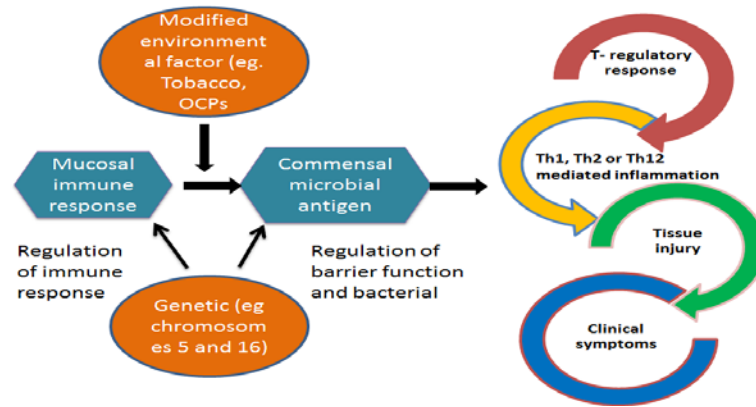 Modified
environment
al factor (eg.
Tobacco,
OCPs
Mucosal
immune
response
Commensal
microbial
antigen
Regulation
of immune
response
Regulation of
barrier function
and bacterial
Genetic (eg
chromosom
es 5 and 16)
T- regulatory
response
Th1, Th2 or Th12
mediated inflammation
Tissue
injury
Clinical
symptoms